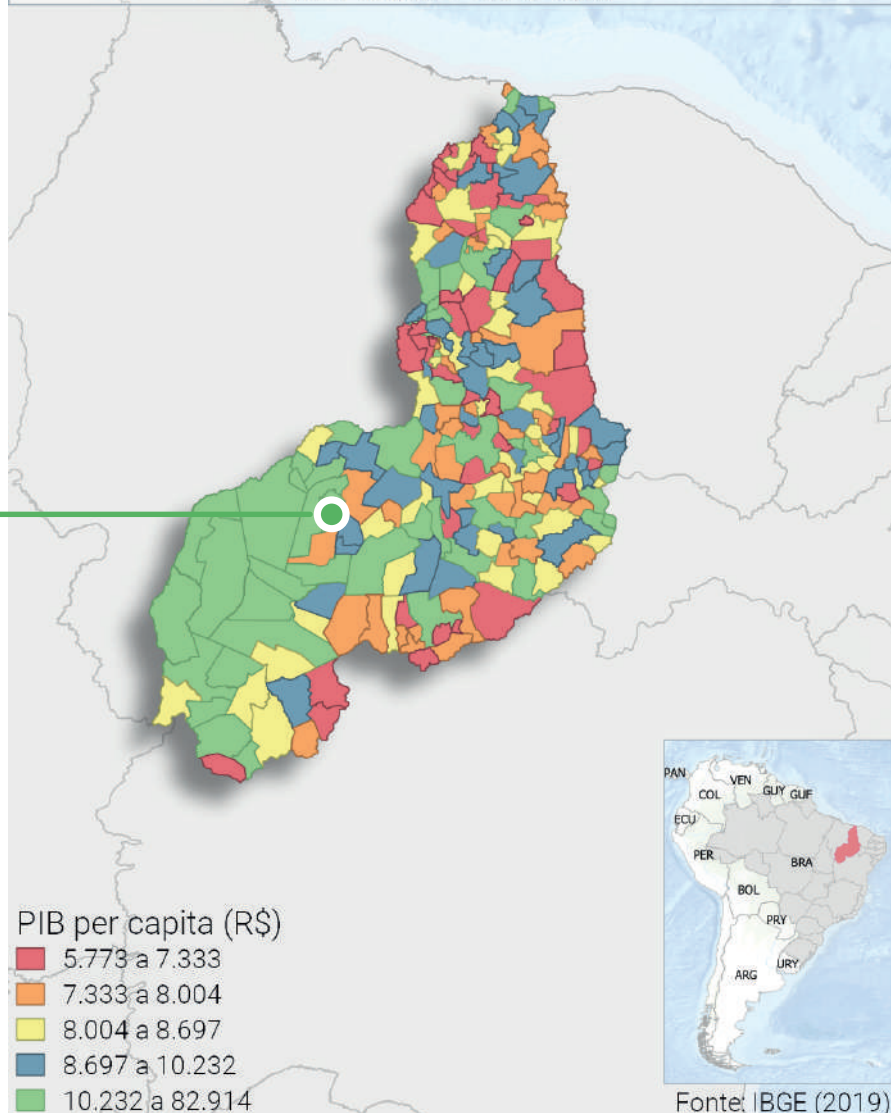 PAN
VEN
COL
GUY
GUF
ECU
PER
BRA
BOL
PRY
URY
ARG
PIB per capita (R$)
5.773 a 7.333
7.333 a 8.004
8.004 a 8.697
8.697 a 10.232
10.232 a 82.914
Fonte: IBGE (2019)